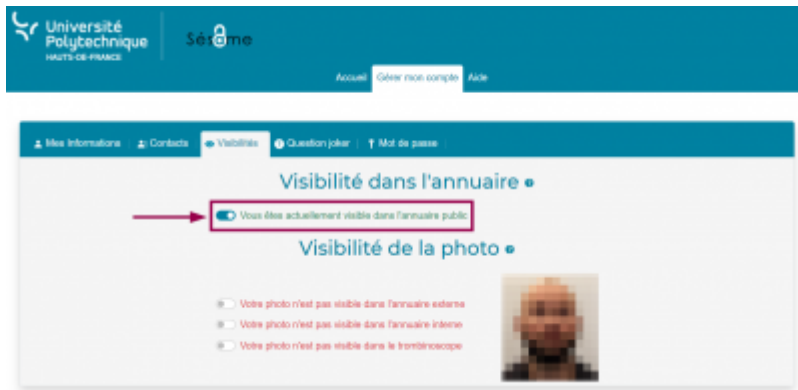 Université
Polytechnique
HAUTS-DE-FRANCE
Sésame
Accueil Gérer mon compte Aide
Mes Informations Contacts Visibilités Question joker Mot de passe
Visibilité dans l'annuaire
Vous êtes actuellement visible dans l'annuaire public
Visibilité de la photo
Votre photo n'est pas visible dans l'annuaire externe
Votre photo n'est pas visible dans l'annuaire interne
Votre photo n'est pas visible dans le trombinoscope